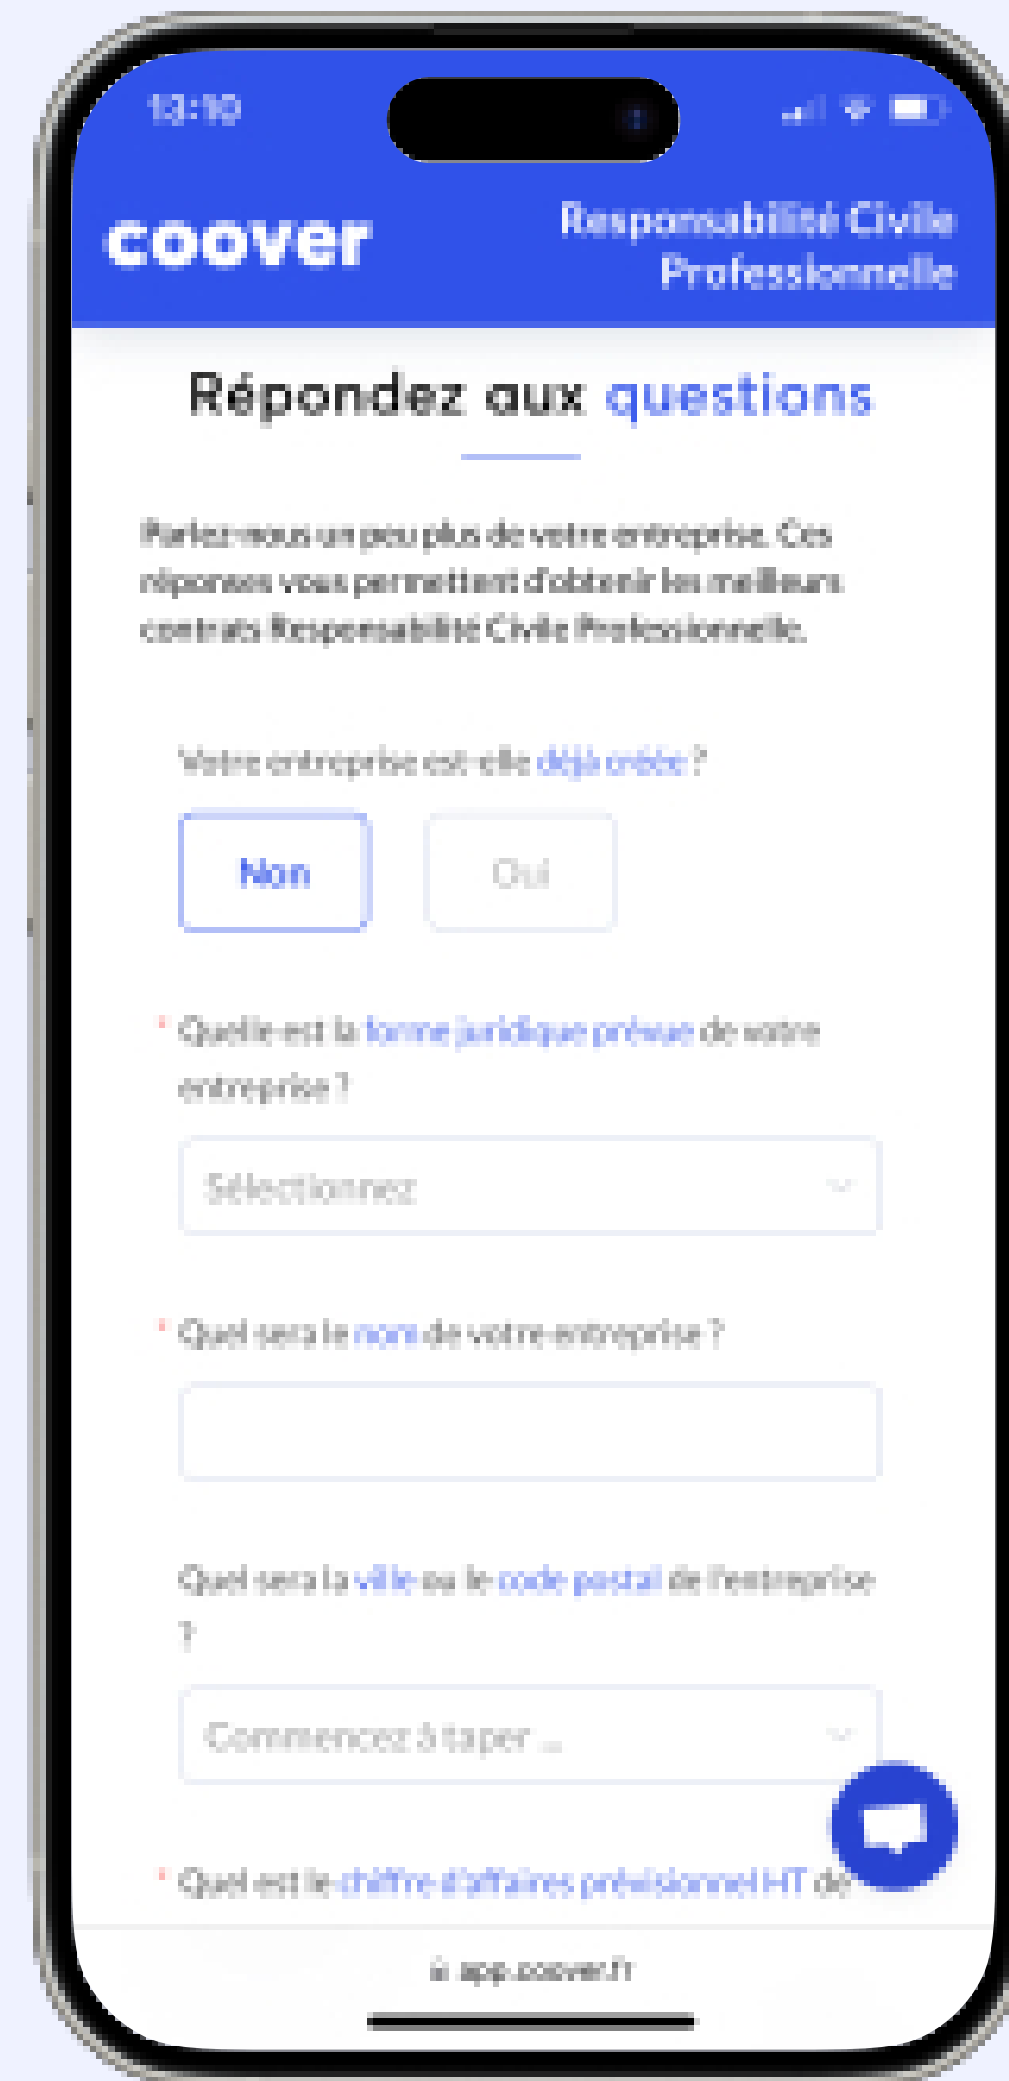 13:10
coover
Responsabilité Civile
Professionnelle
Répondez aux questions
Parlez-nous un peu plus de votre entreprise. Ces
réponses vous permettent d'obtenir les meilleurs
contrats Responsabilité Civile Professionnelle.
Votre entreprise est-elle déjà créée ?
Non
Oui
* Quelle est la forme juridique prévue de votre
entreprise ?
Sélectionnez
* Quel sera le nom de votre entreprise ?
Quel sera la ville ou le code postal de l'entreprise
?
Commencez à taper ...
* Quel est le chiffre d'affaires prévisionnel HT de
app.coover.fr